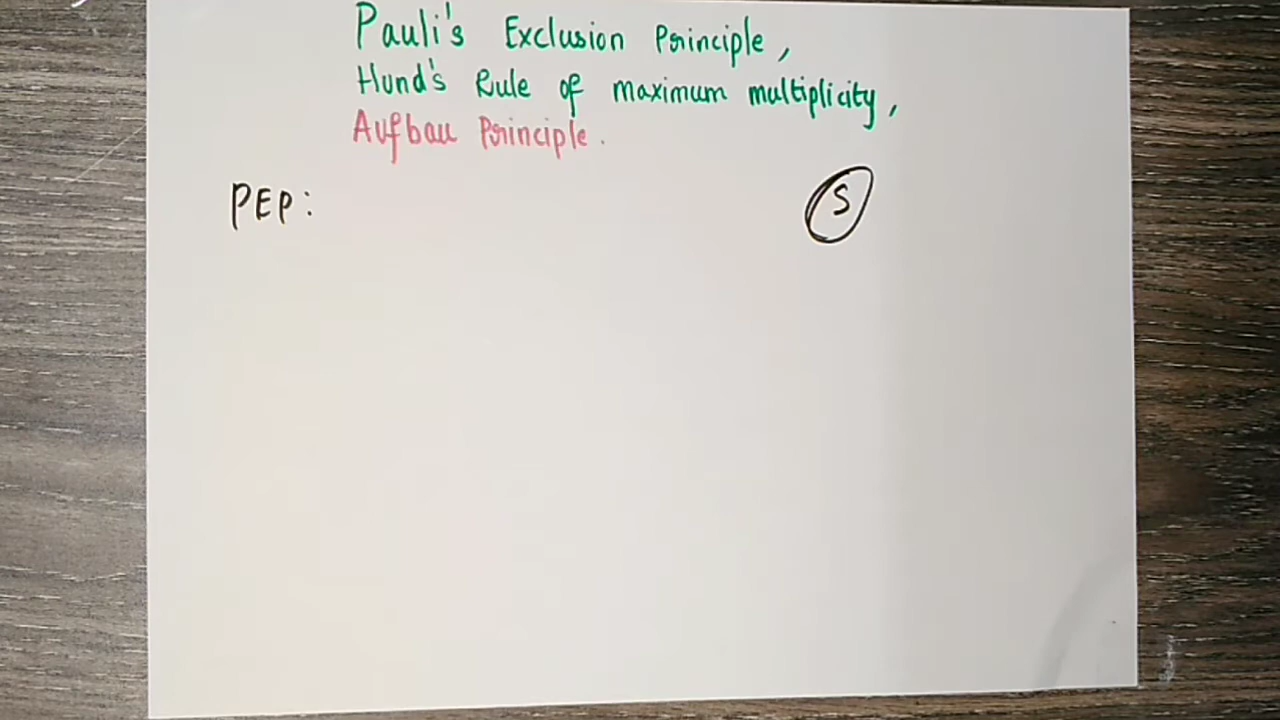 Pauli's Exclusion Principle,
Hund's Rule of maximum multiplicity,
Aufbau Principle.
PEP: S